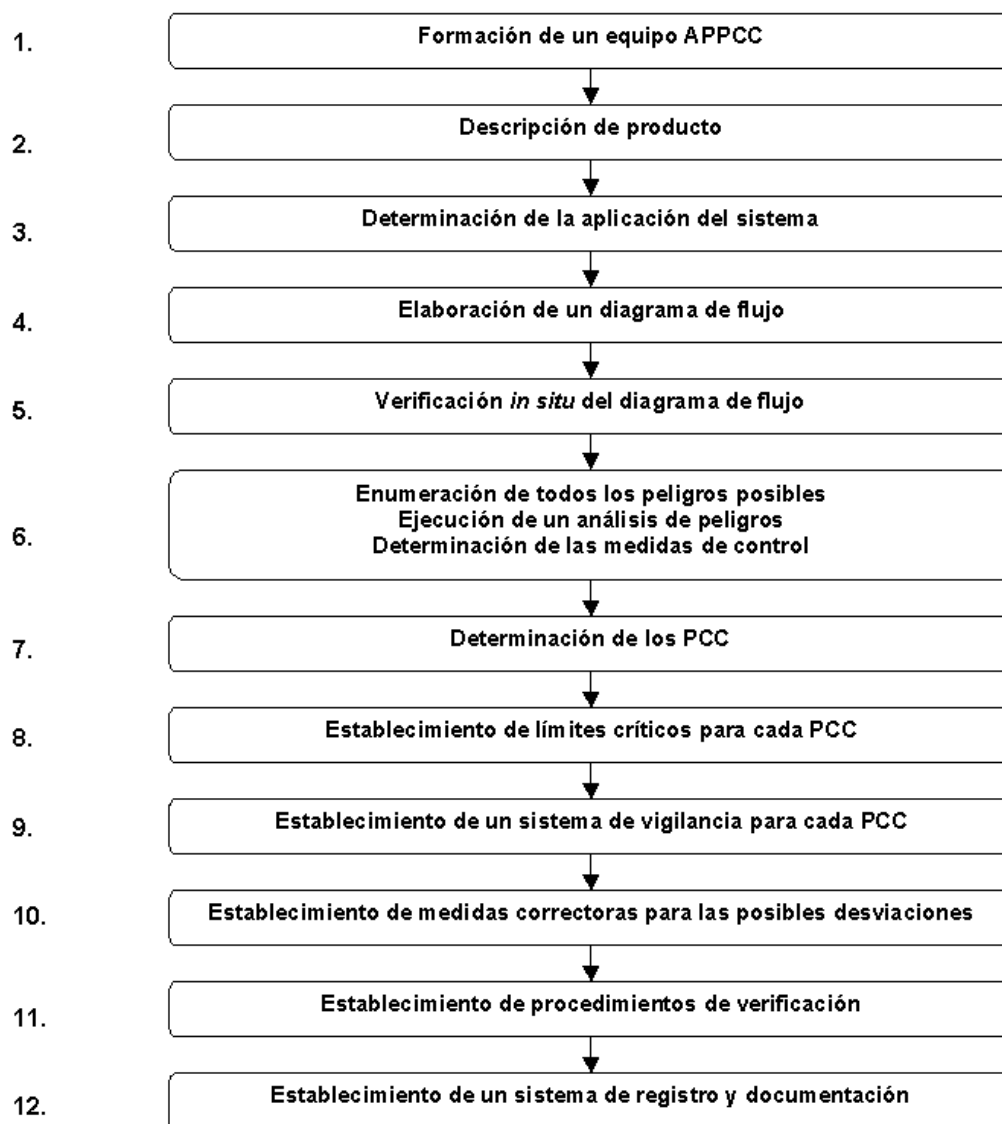 1. Formación de un equipo APPCC
2. Descripción de producto
3. Determinación de la aplicación del sistema
4. Elaboración de un diagrama de flujo
5. Verificación in situ del diagrama de flujo
Enumeración de todos los peligros posibles
Ejecución de un análisis de peligros
6. Determinación de las medidas de control
7. Determinación de los PCC
8. Establecimiento de límites críticos para cada PCC
9. Establecimiento de un sistema de vigilancia para cada PCC
10. Establecimiento de medidas correctoras para las posibles desviaciones
11. Establecimiento de procedimientos de verificación
12. Establecimiento de un sistema de registro y documentación